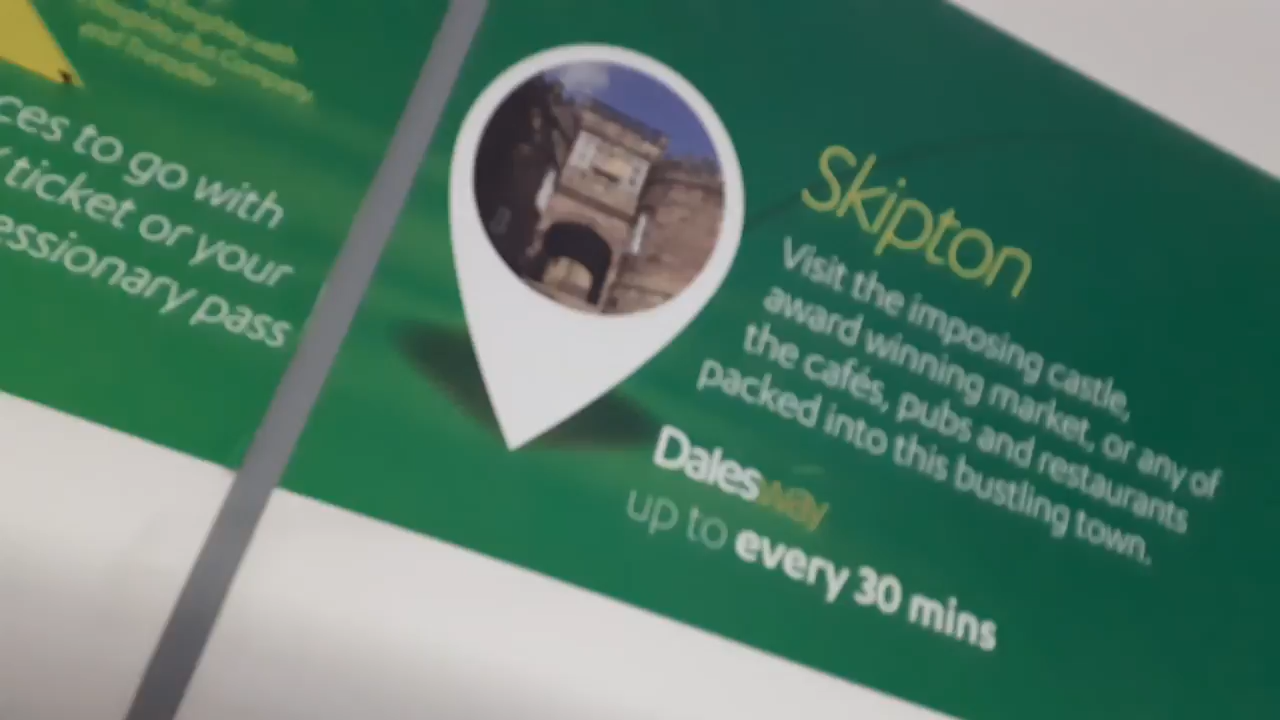 ces to go with
ticket or your
essionary pass
Skipton
Visit the imposing castle,
award winning market, or any of
the cafés, pubs and restaurants
packed into this bustling town.
Dalesway
up to every 30 mins